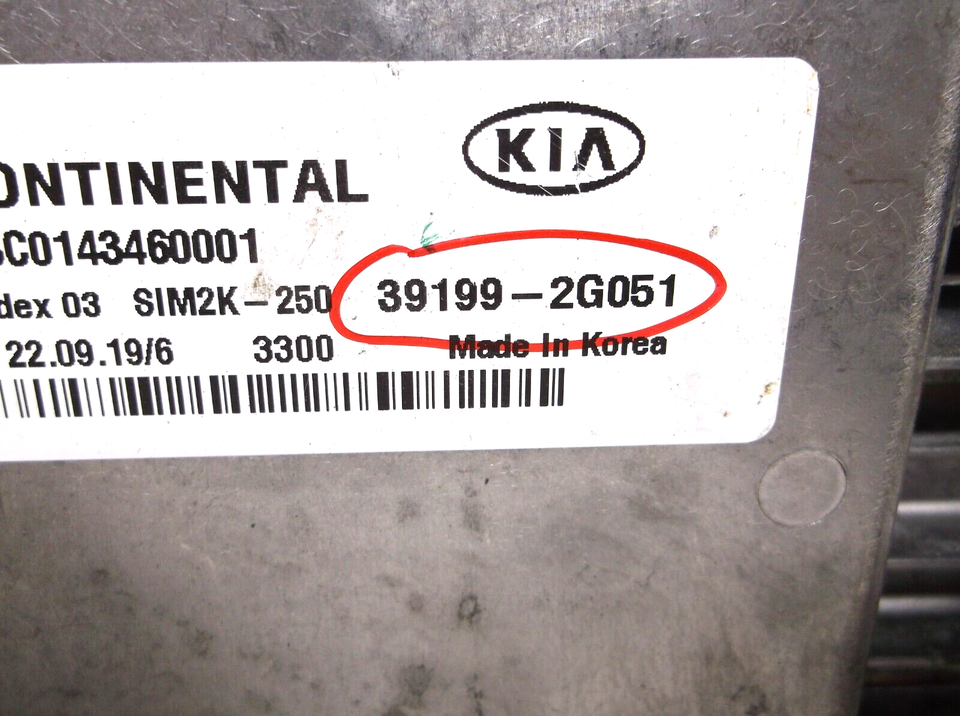 KIA
ONTINENTAL
C0143460001
dex 03 SIM2K-250 39199-2G051
22.09.19/6 3300 Made In Korea